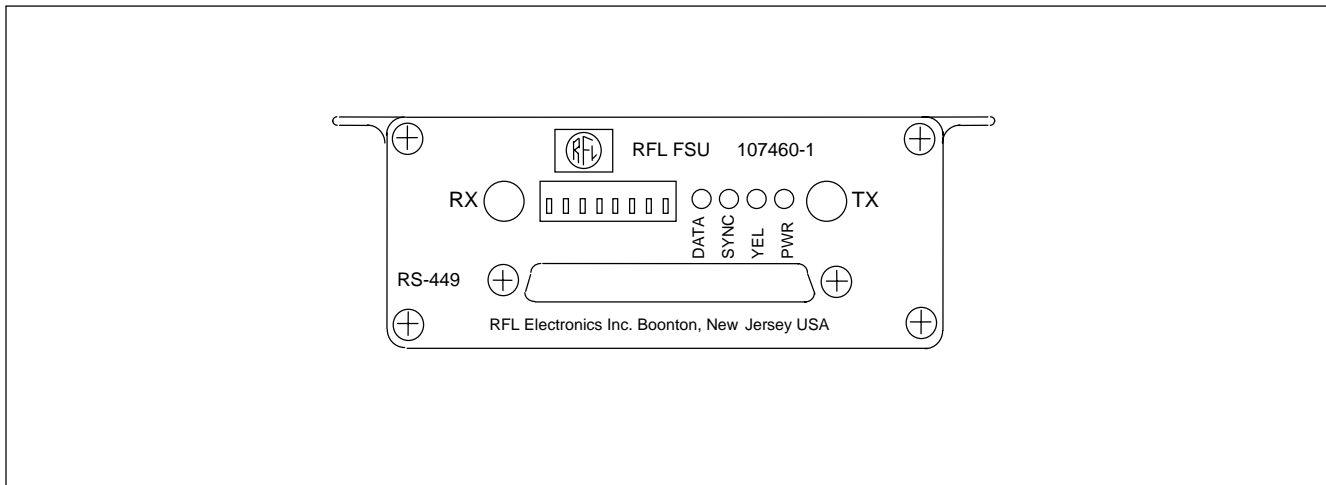 RFL
RFL FSU 107460-1
RX
TX
DATA
SYNC
YEL
PWR
RS-449
RFL Electronics Inc. Boonton, New Jersey USA